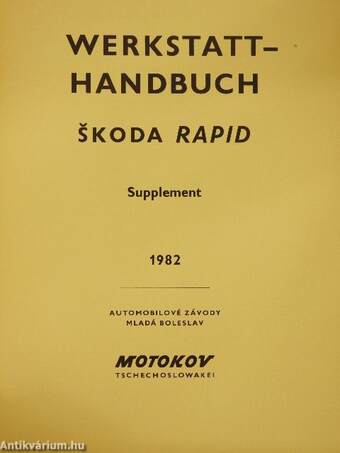 WERKSTATT-
HANDBUCH
ŠKODA RAPID
Supplement
1982
AUTOMOBILOVÉ ZÁVODY
MLADÁ BOLESLAV
MOTOKOV
TSCHECHOSLOWAKEI
Antikvárium.hu